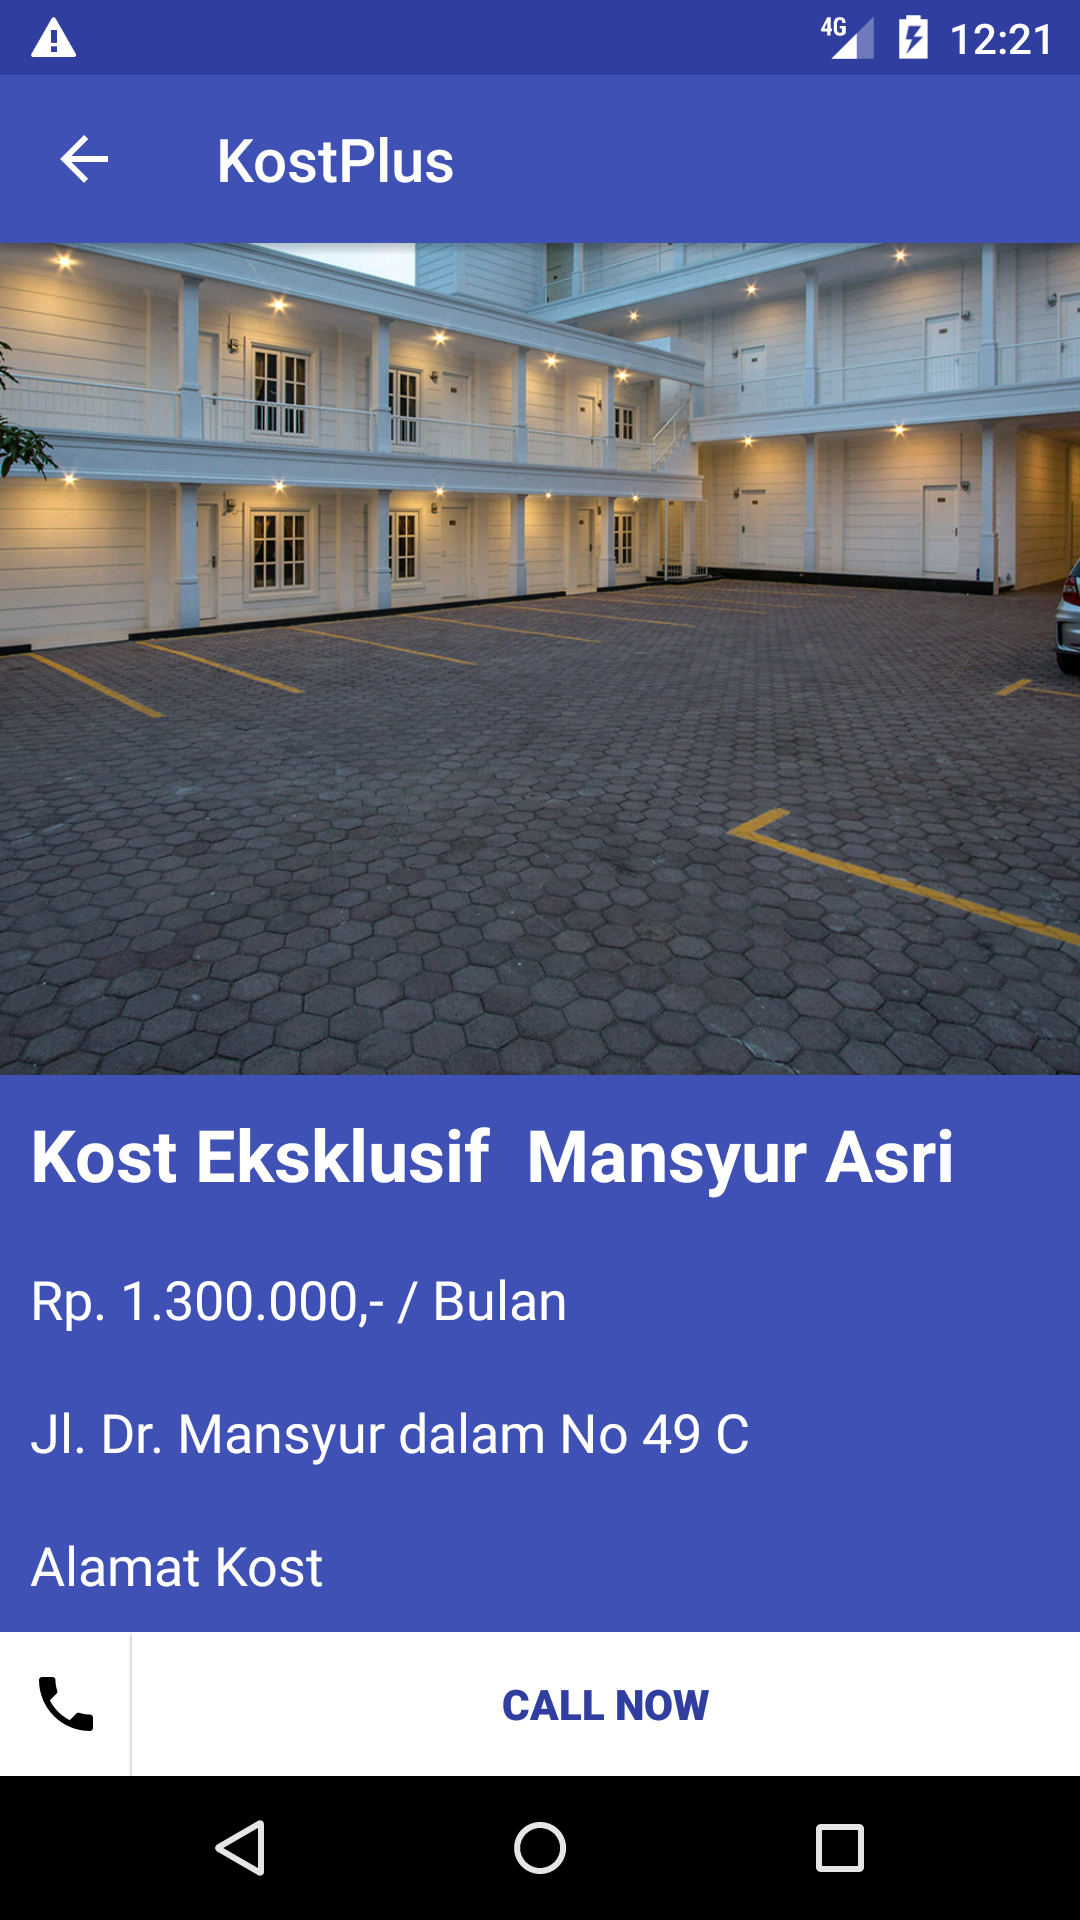 4G 12:21
KostPlus
Kost Eksklusif  Mansyur Asri
Rp. 1.300.000,- / Bulan
Jl. Dr. Mansyur dalam No 49 C
Alamat Kost
CALL NOW